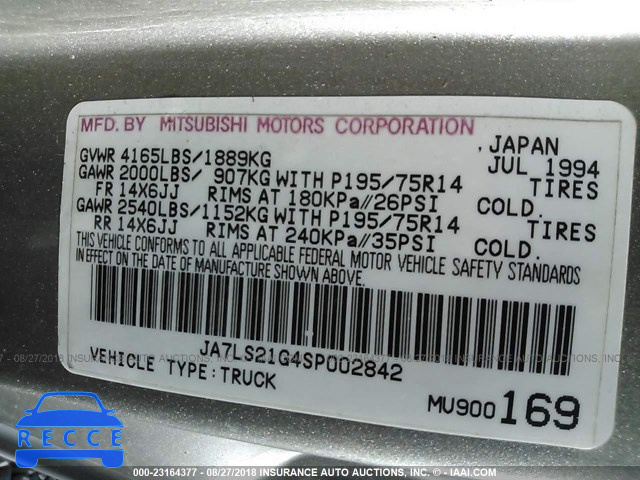 MFD. BY MITSUBISHI MOTORS CORPORATION , JAPAN
GVWR 4165LBS/1889KG JUL 1994
GAWR 2000LBS/ 907KG WITH P195/75R14 TIRES
FR 14X6JJ RIMS AT 180KPa//26PSI COLD.
GAWR 2540LBS/1152KG WITH P195/75R14 TIRES
RR 14X6JJ RIMS AT 240KPa//35PSI COLD.
THIS VEHICLE CONFORMS TO ALL APPLICABLE FEDERAL MOTOR VEHICLE SAFETY STANDARDS
IN EFFECT ON THE DATE OF MANUFACTURE SHOWN ABOVE.
JA7LS21G4SP002842
VEHICLE TYPE:TRUCK
MU900169
RECCE
000-23164377 - 08/27/2018 - INSURANCE AUTO AUCTIONS, INC. - © - IAAI.COM